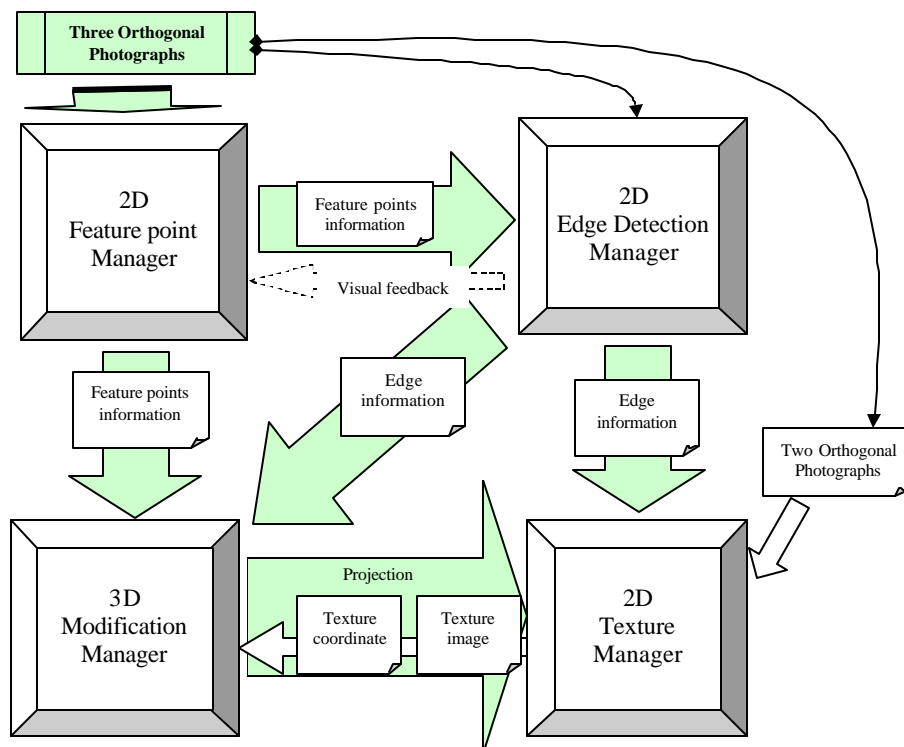 Three Orthogonal
Photographs
2D
Feature point
Manager
Feature points
information
2D
Edge Detection
Manager
Visual feedback
Feature points
information
Edge
information
Edge
information
Two Orthogonal
Photographs
3D
Modification
Manager
Projection
Texture
coordinate
Texture
image
2D
Texture
Manager